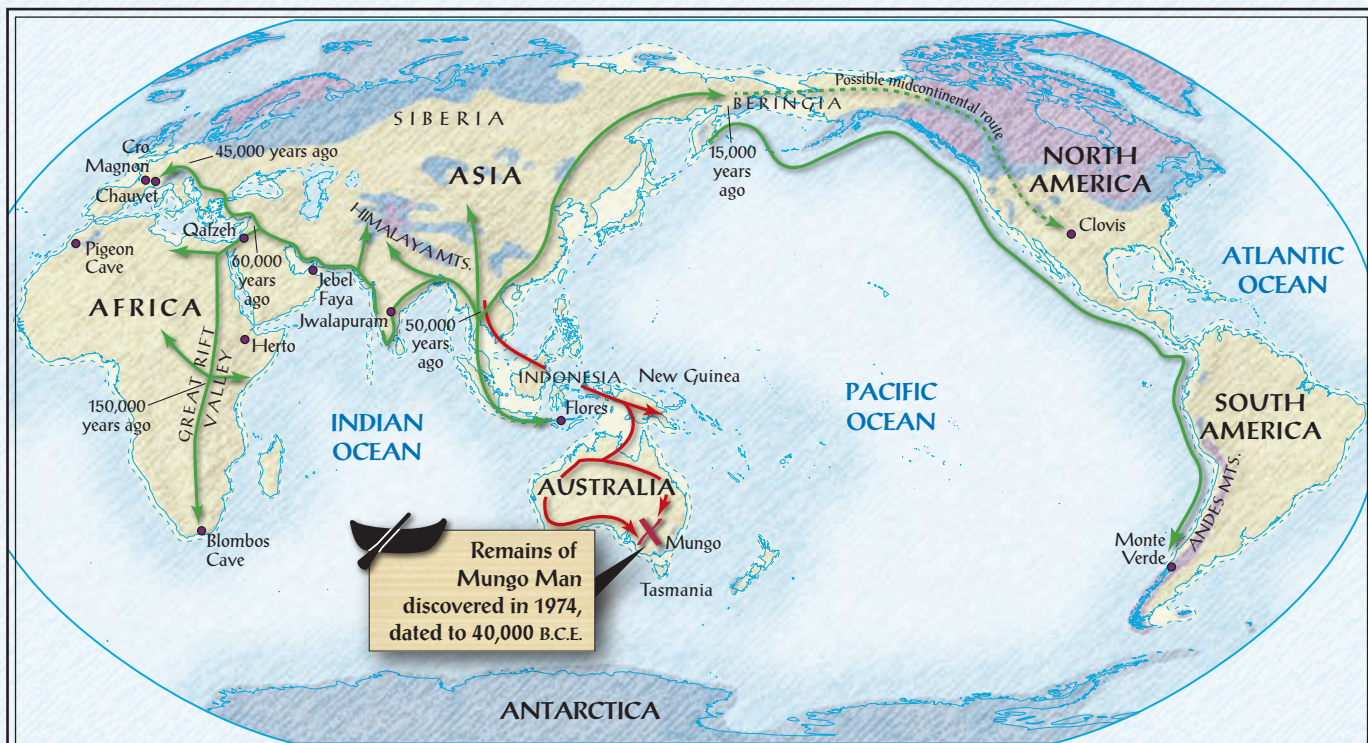 SIBERIA
BERINGIA
Possible midcontinental route
Cro
Magnon
45,000 years ago
Chauvet
ASIA
15,000
years
ago
NORTH
AMERICA
Qafzeh
HIMALAYA MTS.
Clovis
Pigeon
Cave
60,000
years
ago
Jebel
Faya
ATLANTIC
OCEAN
AFRICA
Jwalapuram
50,000
years
ago
Herto
GREAT RIFT
VALLEY
INDONESIA
New Guinea
150,000
years ago
Flores
INDIAN
OCEAN
PACIFIC
OCEAN
SOUTH
AMERICA
AUSTRALIA
ANDES MTS.
Blombos
Cave
X
Mungo
Monte
Verde
Remains of
Mungo Man
discovered in 1974,
dated to 40,000 B.C.E.
Tasmania
ANTARCTICA